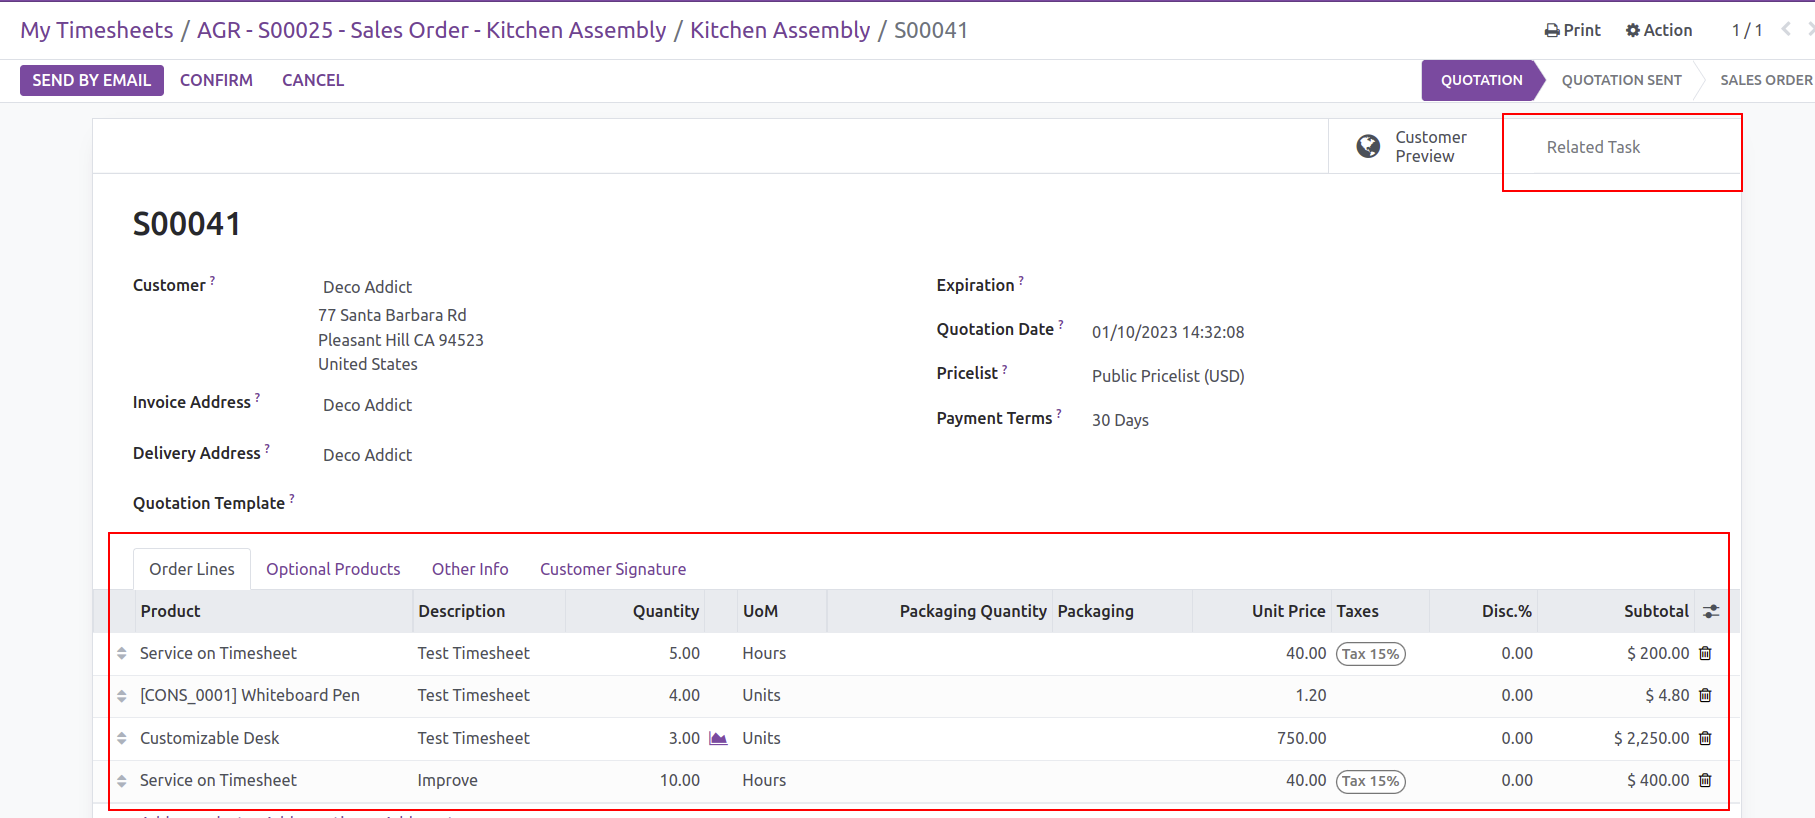 My Timesheets / AGR - S00025 - Sales Order - Kitchen Assembly / Kitchen Assembly / S00041
Print Action 1 / 1
SEND BY EMAIL CONFIRM CANCEL
QUOTATION QUOTATION SENT SALES ORDER
Customer
Preview
Related Task
S00041
Customer ? Deco Addict
77 Santa Barbara Rd
Pleasant Hill CA 94523
United States
Invoice Address ? Deco Addict
Delivery Address ? Deco Addict
Quotation Template ?
Expiration ?
Quotation Date ? 01/10/2023 14:32:08
Pricelist ? Public Pricelist (USD)
Payment Terms ? 30 Days
Order Lines Optional Products Other Info Customer Signature
Product Description Quantity UoM Packaging Quantity Packaging Unit Price Taxes Disc.% Subtotal
Service on Timesheet Test Timesheet 5.00 Hours 40.00 Tax 15% 0.00 $ 200.00
[CONS_0001] Whiteboard Pen Test Timesheet 4.00 Units 1.20 0.00 $ 4.80
Customizable Desk Test Timesheet 3.00 Units 750.00 0.00 $ 2,250.00
Service on Timesheet Improve 10.00 Hours 40.00 Tax 15% 0.00 $ 400.00